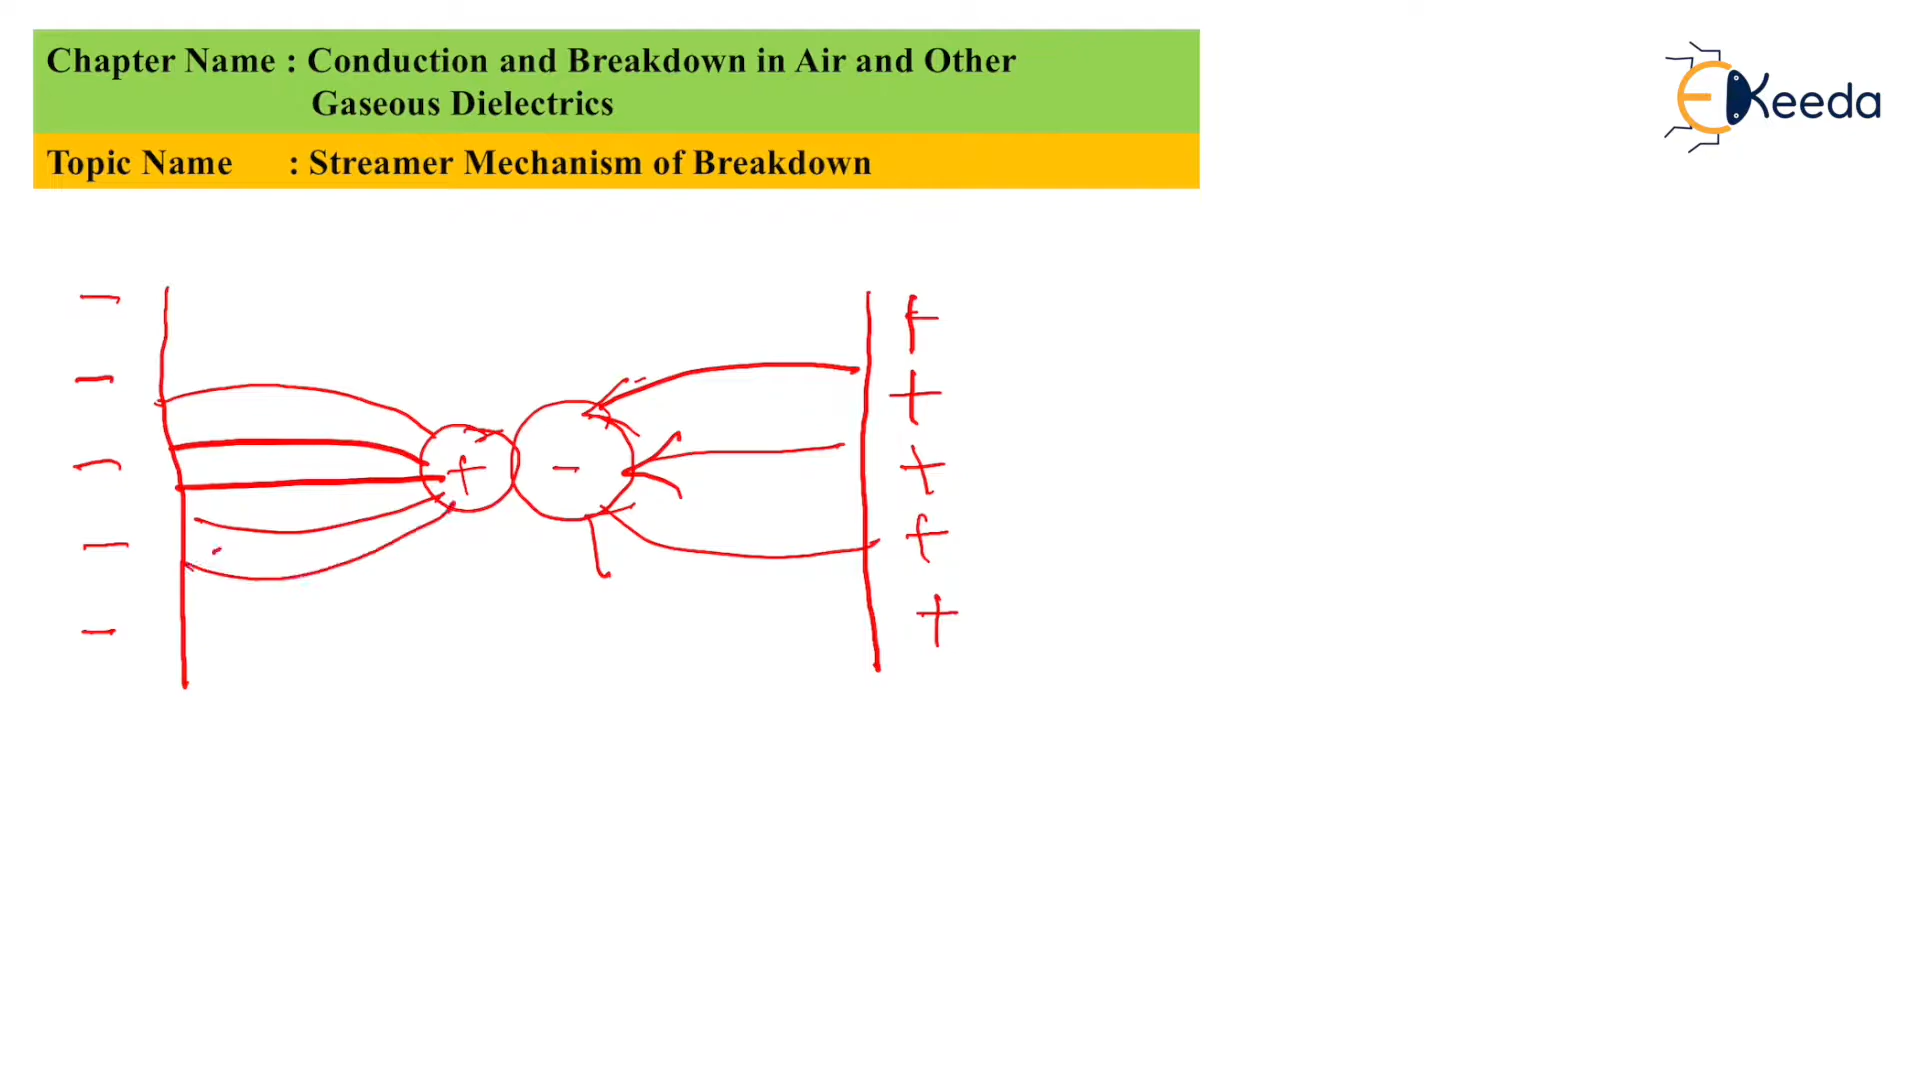 Chapter Name : Conduction and Breakdown in Air and Other
Gaseous Dielectrics
Topic Name : Streamer Mechanism of Breakdown
EKeeda
- +
- +
- + - +
- +
- +